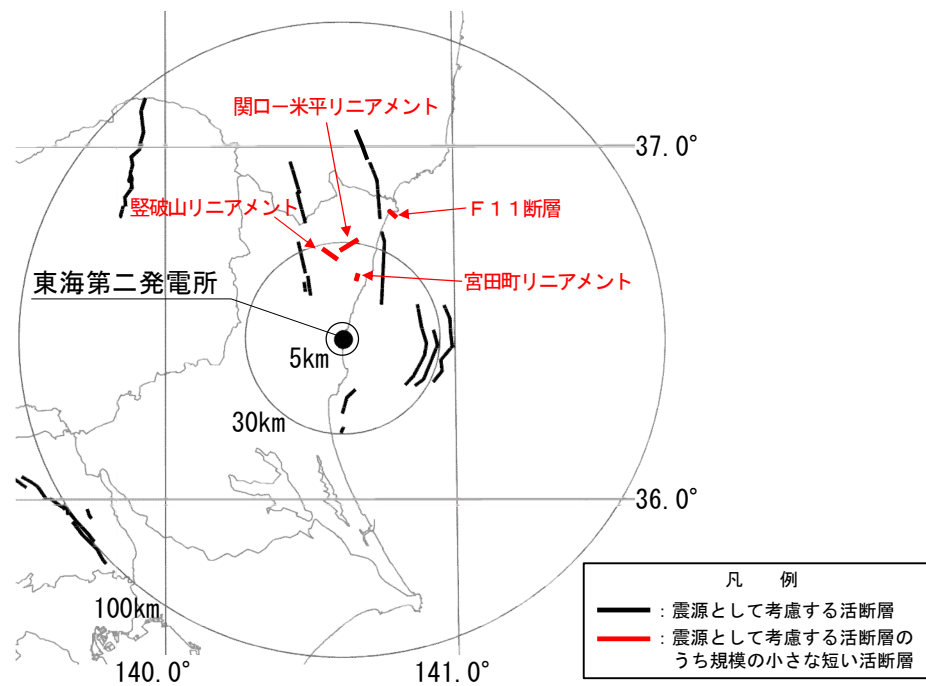 関口ー米平リニアメント
37.0°
竪破山リニアメント
Ｆ１１断層
東海第二発電所
宮田町リニアメント
5km
30km
36.0°
100km
140.0°
141.0°
凡　例
：震源として考慮する活断層
：震源として考慮する活断層の
うち規模の小さな短い活断層